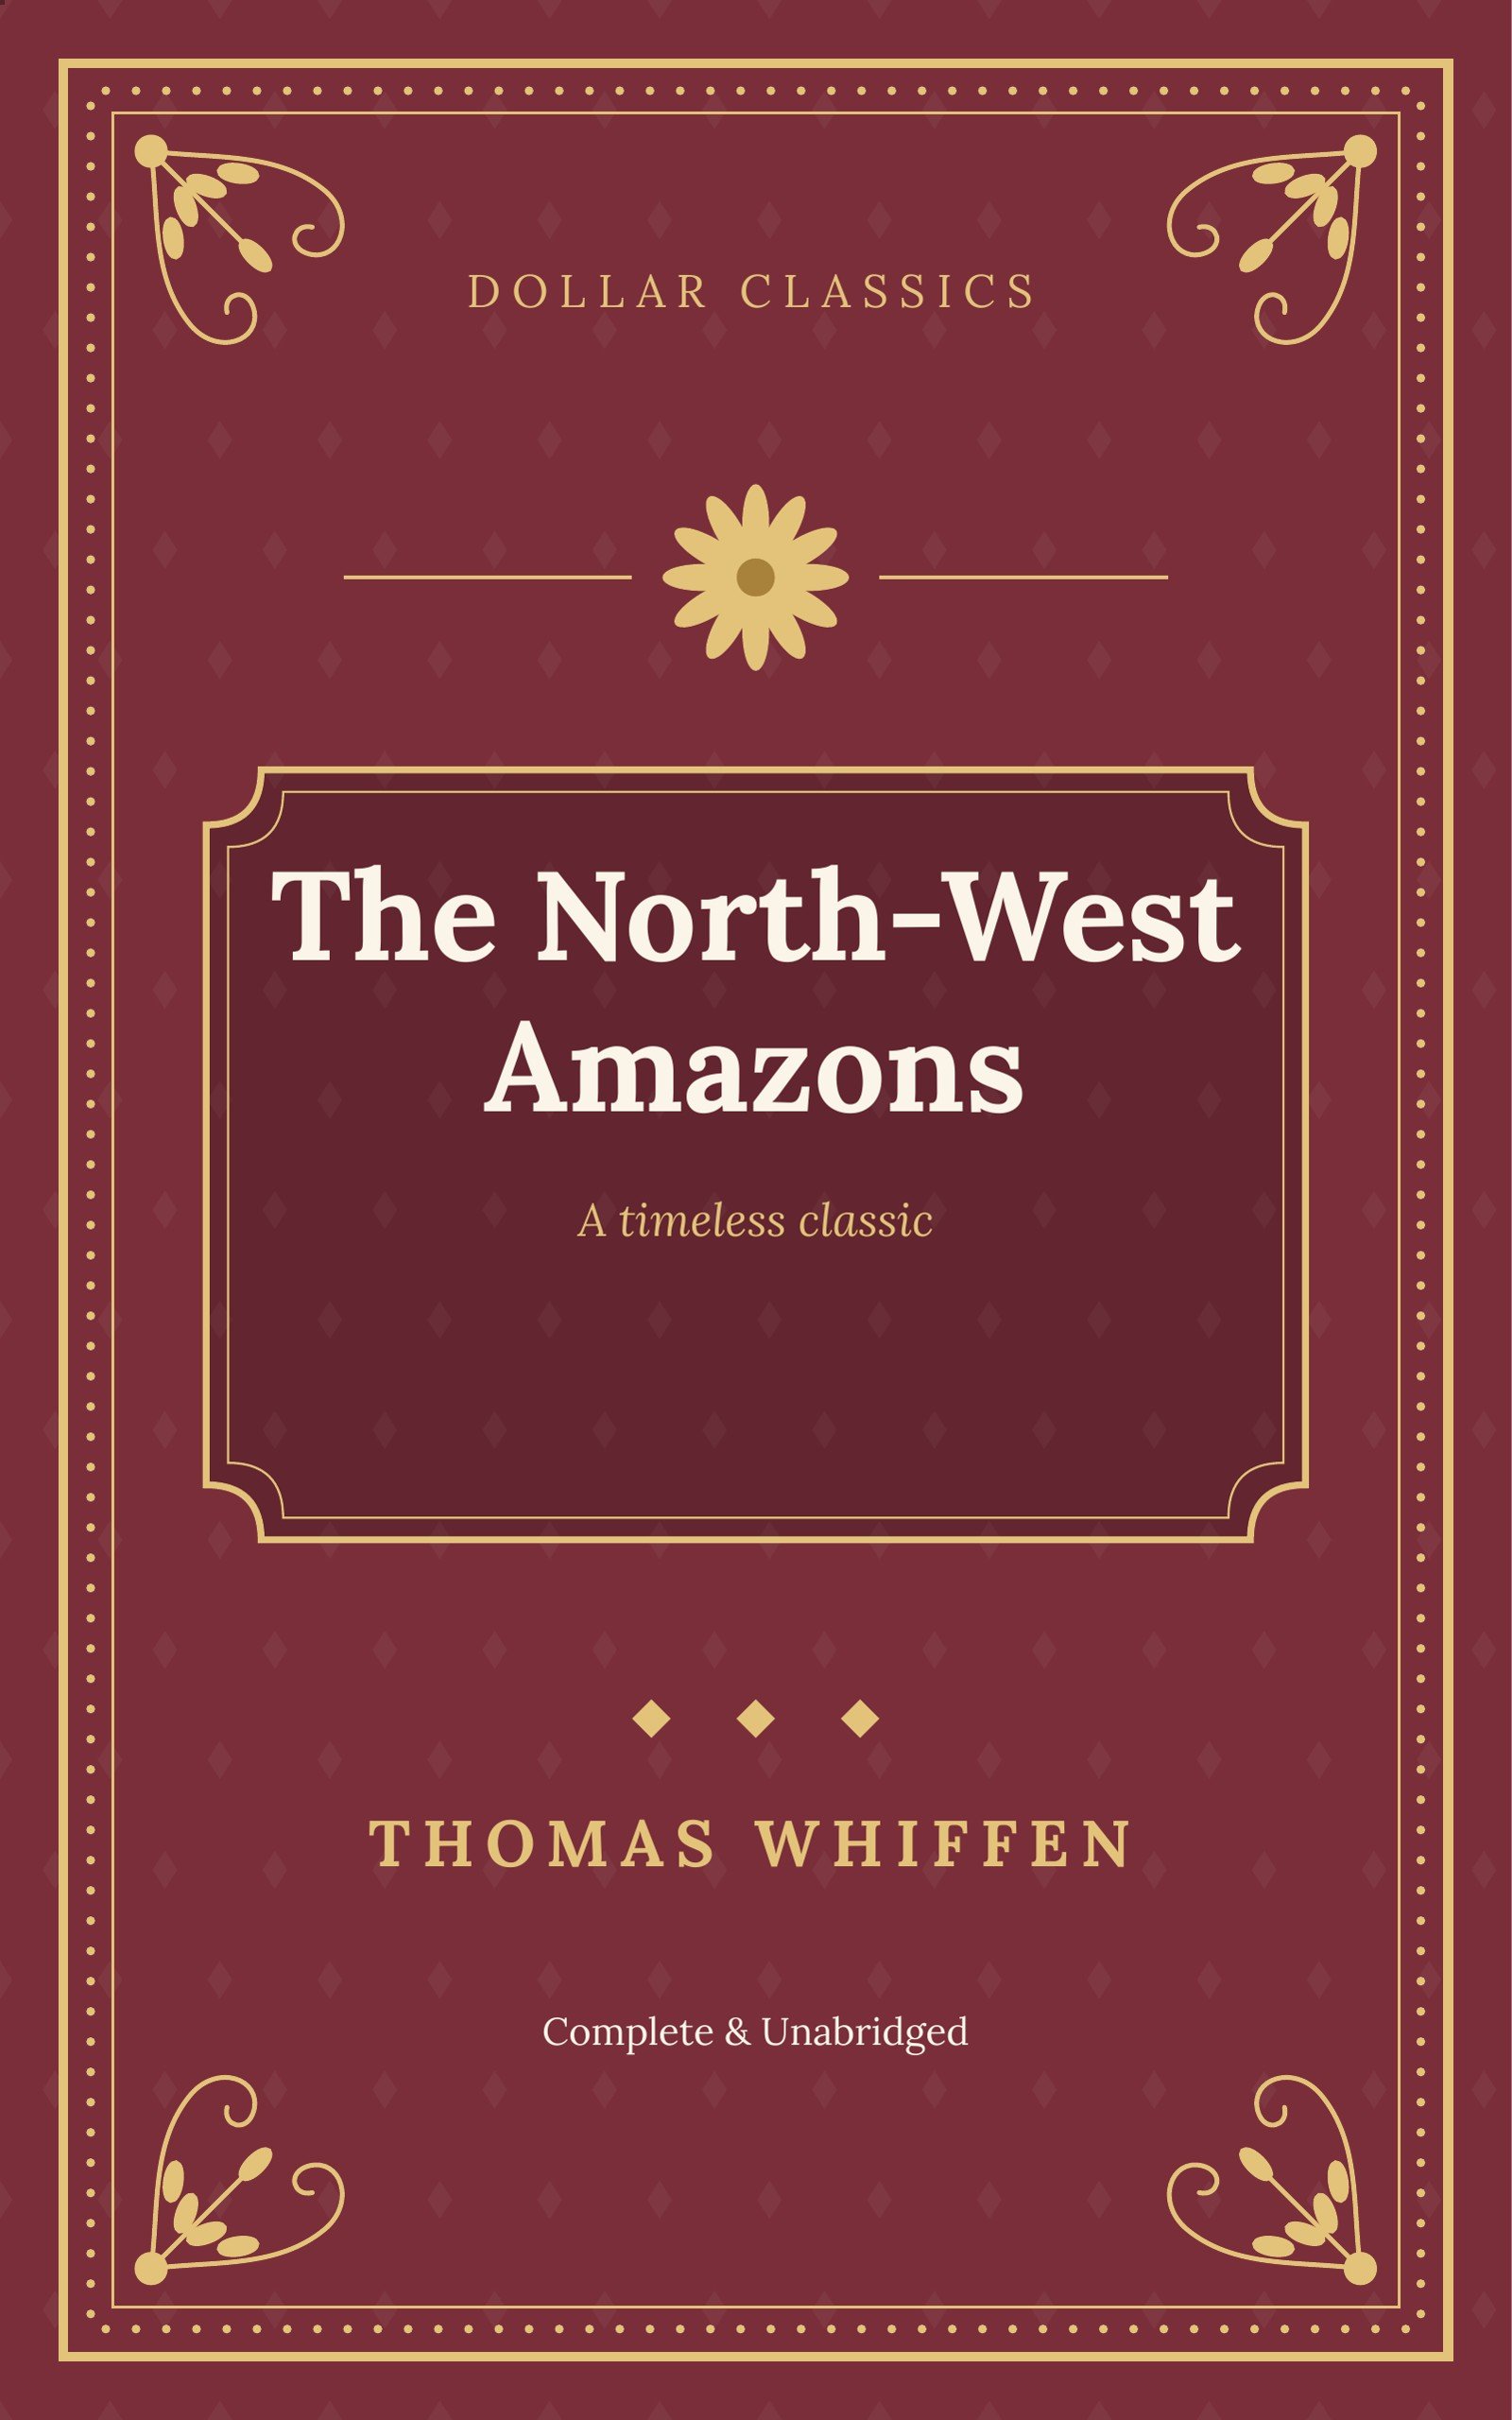 DOLLAR CLASSICS
The North-West
Amazons
A timeless classic
THOMAS WHIFFEN
Complete & Unabridged